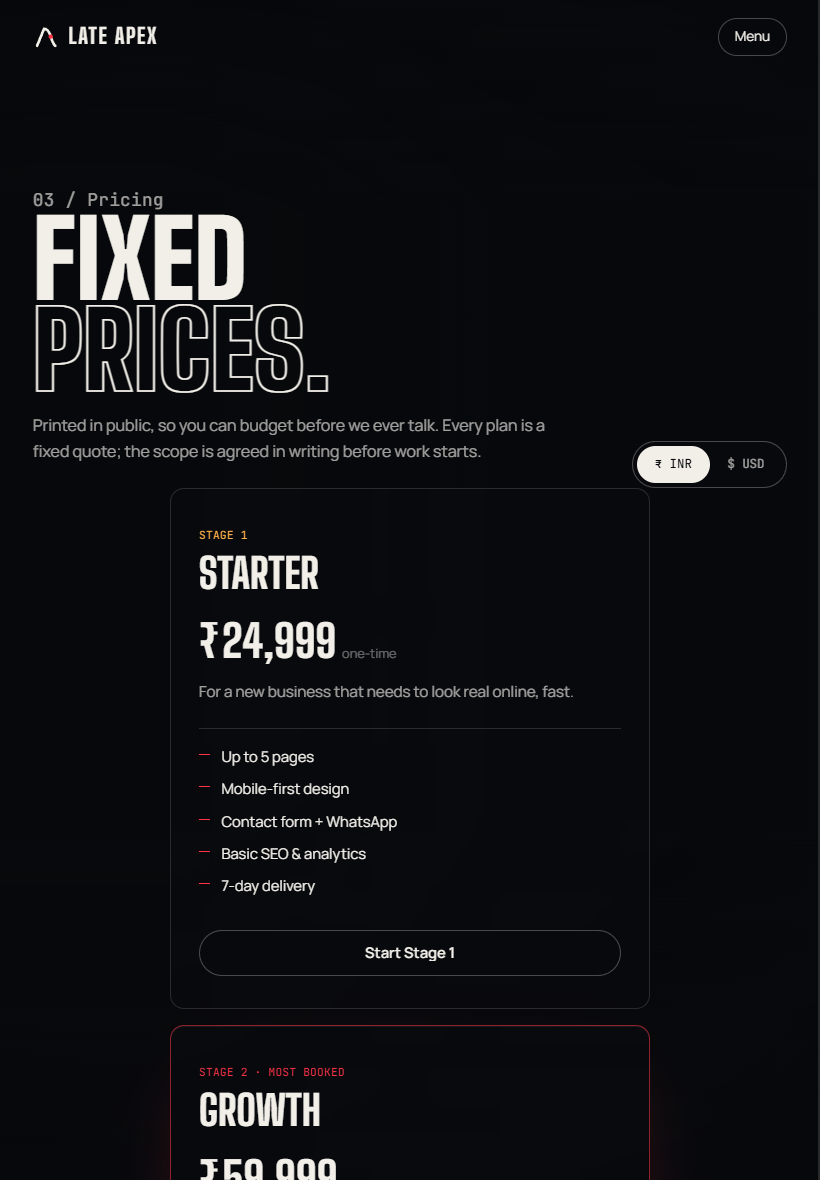 LATE APEX
Menu
03 / Pricing
FIXED
PRICES.
Printed in public, so you can budget before we ever talk. Every plan is a
fixed quote; the scope is agreed in writing before work starts.
₹ INR
$ USD
STAGE 1
STARTER
₹24,999 one-time
For a new business that needs to look real online, fast.
Up to 5 pages
Mobile-first design
Contact form + WhatsApp
Basic SEO & analytics
7-day delivery
Start Stage 1
STAGE 2 · MOST BOOKED
GROWTH
₹59,999